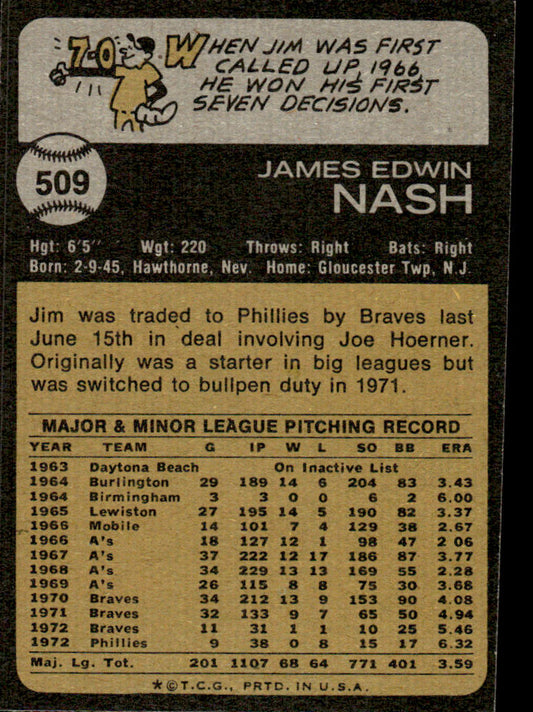 7-0
WHEN JIM WAS FIRST
CALLED UP, 1966,
HE WON HIS FIRST
SEVEN DECISIONS.
509
JAMES EDWIN
NASH
Hgt: 6'5" Wgt: 220 Throws: Right Bats: Right
Born: 2-9-45, Hawthorne, Nev. Home: Gloucester Twp, N.J.
Jim was traded to Phillies by Braves last
June 15th in deal involving Joe Hoerner.
Originally was a starter in big leagues but
was switched to bullpen duty in 1971.
MAJOR & MINOR LEAGUE PITCHING RECORD
YEAR TEAM G IP W L SO BB ERA
1963 Daytona Beach On Inactive List
1964 Burlington 29 189 14 6 204 83 3.43
1964 Birmingham 3 3 0 0 6 2 6.00
1965 Lewiston 27 195 14 5 190 82 3.37
1966 Mobile 14 101 7 4 129 38 2.67
1966 A's 18 127 12 1 98 47 2 06
1967 A's 37 222 12 17 186 87 3.77
1968 A's 34 229 13 13 169 55 2.28
1969 A's 26 115 8 8 75 30 3.68
1970 Braves 34 212 13 9 153 90 4.08
1971 Braves 32 133 9 7 65 50 4.94
1972 Braves 11 31 1 1 10 25 5.46
1972 Phillies 9 38 0 8 15 17 6.32
Maj. Lg. Tot. 201 1107 68 64 771 401 3.59
*©T.C.G., PRTD. IN U.S.A.